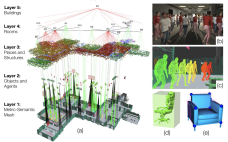 Layer 5:
Buildings
Layer 4:
Rooms
Layer 3:
Places and
Structures
Layer 2:
Objects and
Agents
Layer 1:
Metric-Semantic
Mesh
(a)
(b)
(c)
(d)
(e)